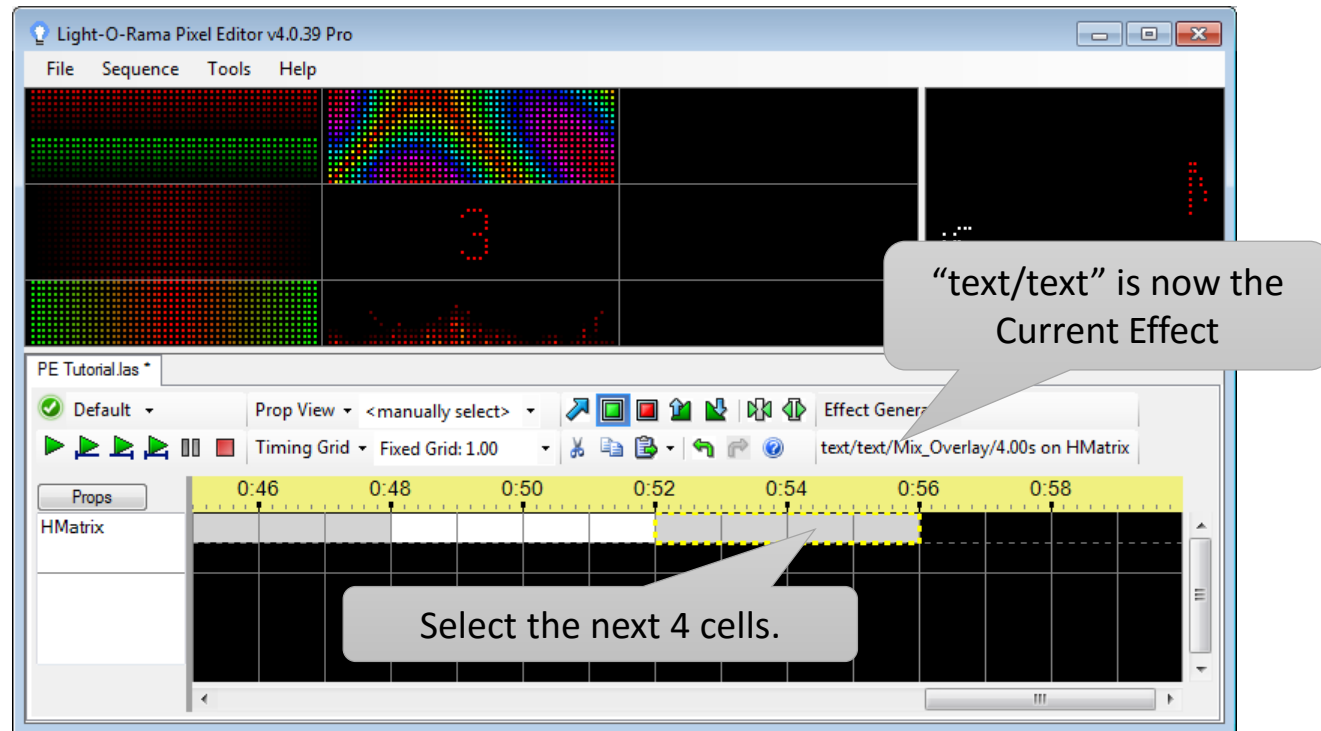 Light-O-Rama Pixel Editor v4.0.39 Pro
File Sequence Tools Help
3
“text/text” is now the
Current Effect
PE Tutorial.las *
Default Prop View <manually select> Effect Genera
Timing Grid Fixed Grid: 1.00 text/text/Mix_Overlay/4.00s on HMatrix
Props 0:46 0:48 0:50 0:52 0:54 0:56 0:58
HMatrix
Select the next 4 cells.